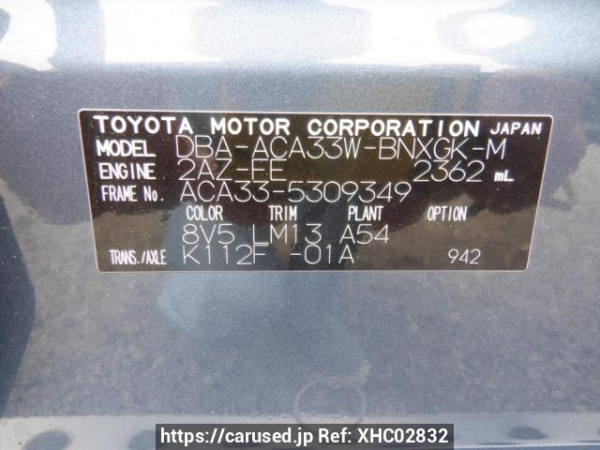 TOYOTA MOTOR CORPORATION JAPAN
MODEL DBA-ACA33W-BNXGK-M
ENGINE 2AZ-FE 2362 mL
FRAME No. ACA33-5309349
COLOR TRIM PLANT OPTION
8V5 LM13 A54
TRANS./AXLE K112F -01A 942
https://carused.jp Ref: XHC02832